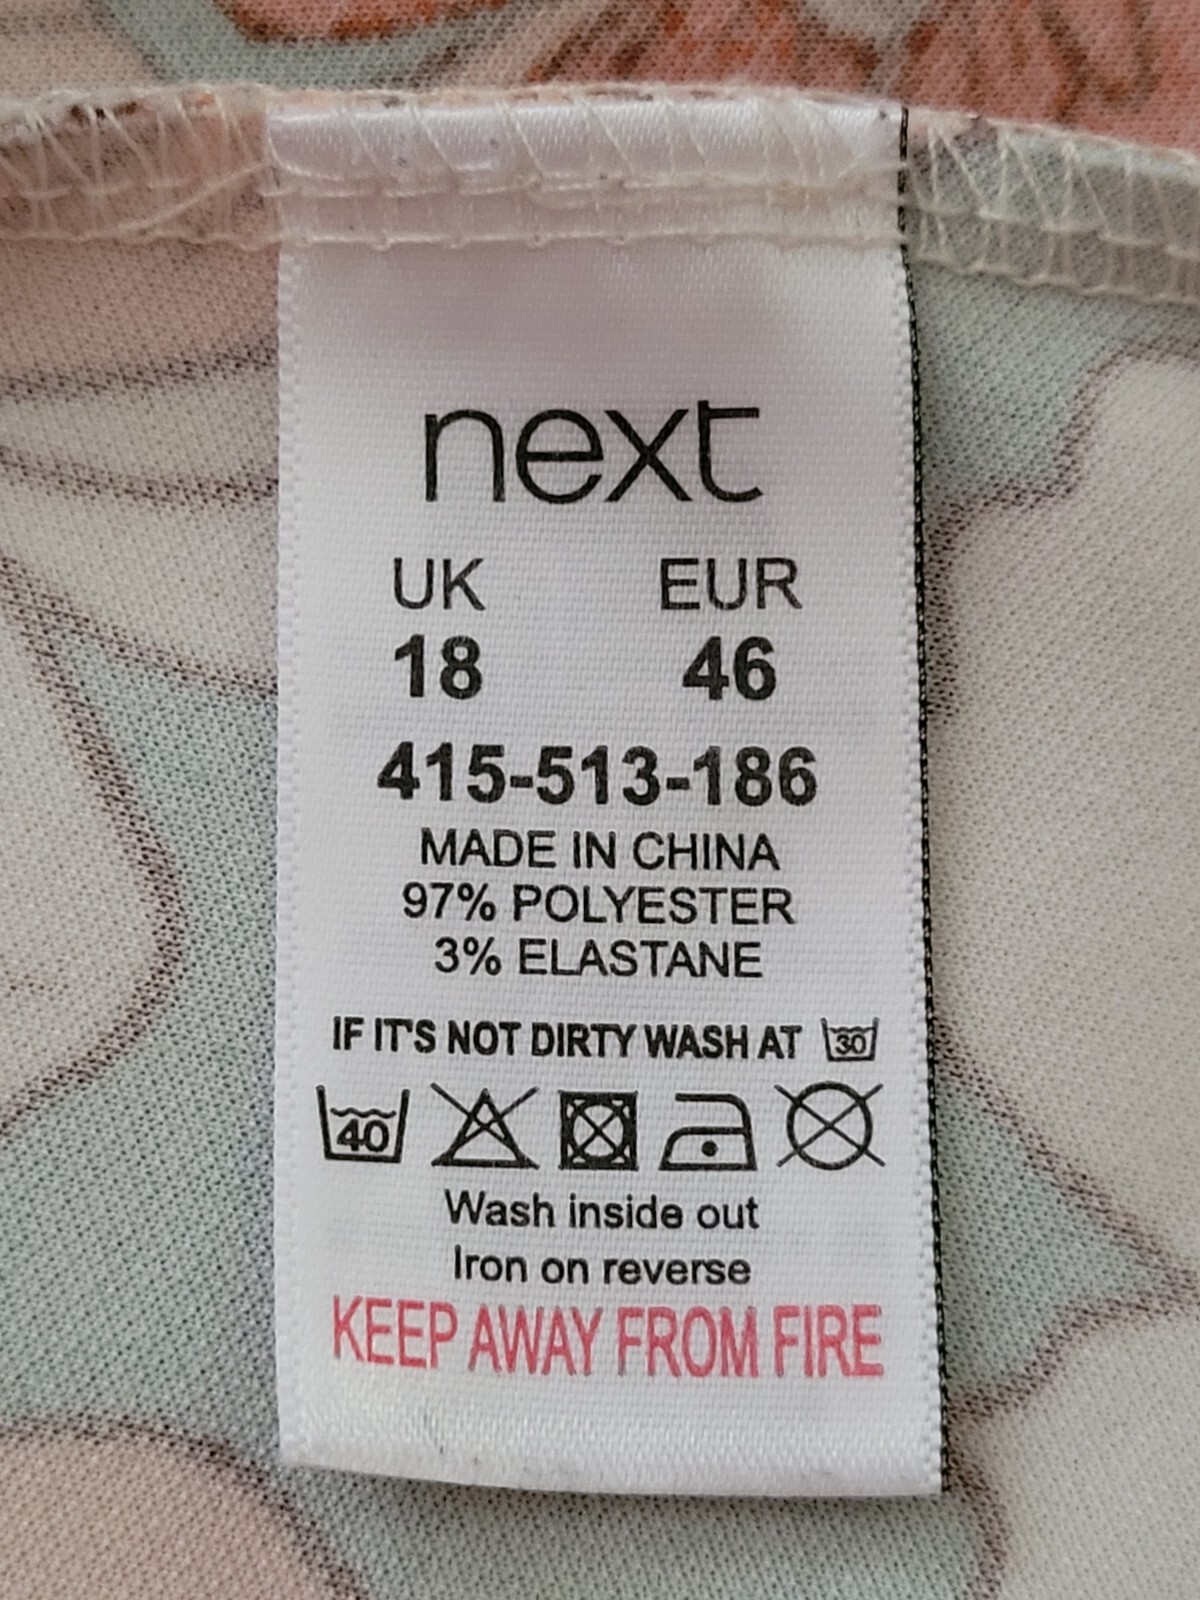 next
UK EUR
18 46
415-513-186
MADE IN CHINA
97% POLYESTER
3% ELASTANE
IF IT'S NOT DIRTY WASH AT 30
40
Wash inside out
Iron on reverse
KEEP AWAY FROM FIRE